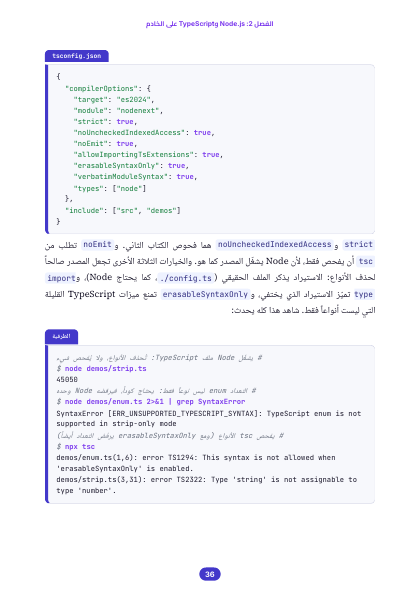 الفصل 2: Node.js وTypeScript على الخادم
tsconfig.json
{
"compilerOptions": {
"target": "es2024",
"module": "nodenext",
"strict": true,
"noUncheckedIndexedAccess": true,
"noEmit": true,
"allowImportingTsExtensions": true,
"erasableSyntaxOnly": true,
"verbatimModuleSyntax": true,
"types": ["node"]
},
"include": ["src", "demos"]
}
strict و noUncheckedIndexedAccess هما فحوص الكتاب الثاني. و noEmit تطلب من
tsc أن يفحص فقط، لأن Node يشغّل المصدر كما هو. والخيارات الثلاثة الأخرى تجعل المصدر صالحاً
لحذف الأنواع: الاستيراد يذكر الملف الحقيقي (./config.ts، كما يحتاج Node)، و import
type تميّز الاستيراد الذي يختفي، و erasableSyntaxOnly تمنع ميزات TypeScript القليلة
التي ليست أنواعاً فقط. شاهد هذا كله يحدث:
الطرفية
# يشغّل Node ملف TypeScript: تُحذف الأنواع، ولا يُفحص شيء
$ node demos/strip.ts
45050
# التعداد enum ليس نوعاً فقط: يحتاج كوداً، فيرفضه Node وحده
$ node demos/enum.ts 2>&1 | grep SyntaxError
SyntaxError [ERR_UNSUPPORTED_TYPESCRIPT_SYNTAX]: TypeScript enum is not
supported in strip-only mode
# يفحص tsc الأنواع (ومع erasableSyntaxOnly يرفض التعداد أيضاً)
$ npx tsc
demos/enum.ts(1,6): error TS1294: This syntax is not allowed when
'erasableSyntaxOnly' is enabled.
demos/strip.ts(3,31): error TS2322: Type 'string' is not assignable to
type 'number'.
36